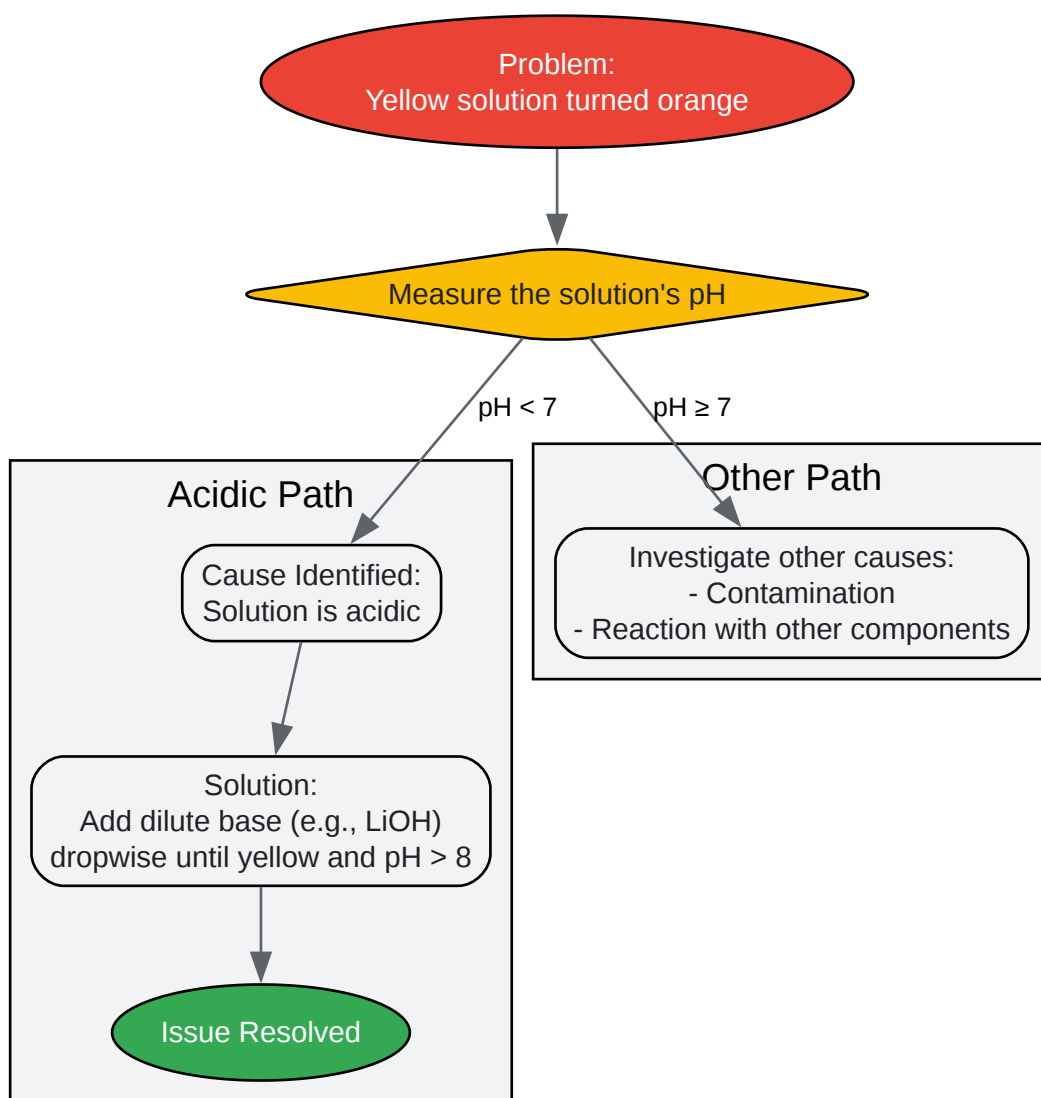 Problem:
Yellow solution turned orange
Measure the solution's pH
pH < 7
pH ≥ 7
Acidic Path
Cause Identified:
Solution is acidic
Solution:
Add dilute base (e.g., LiOH)
dropwise until yellow and pH > 8
Issue Resolved
Other Path
Investigate other causes:
- Contamination
- Reaction with other components